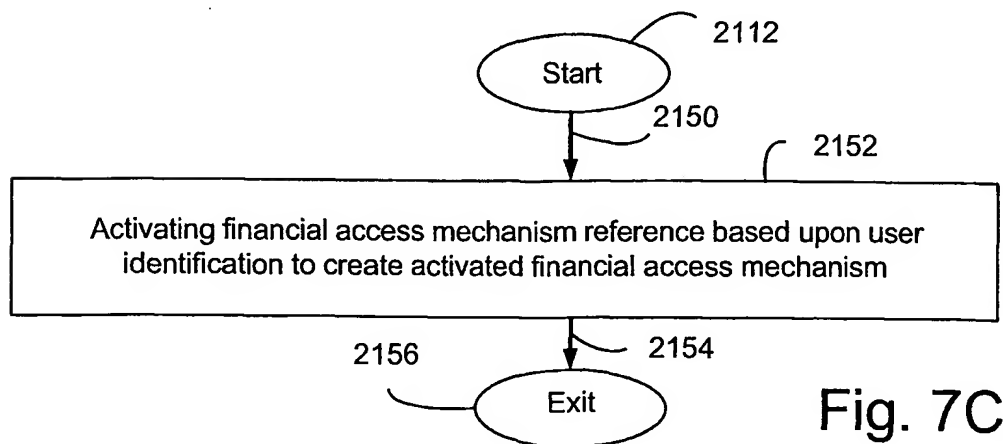 2112
Start
2150
2152
Activating financial access mechanism reference based upon user
identification to create activated financial access mechanism
2156
2154
Exit
Fig. 7C